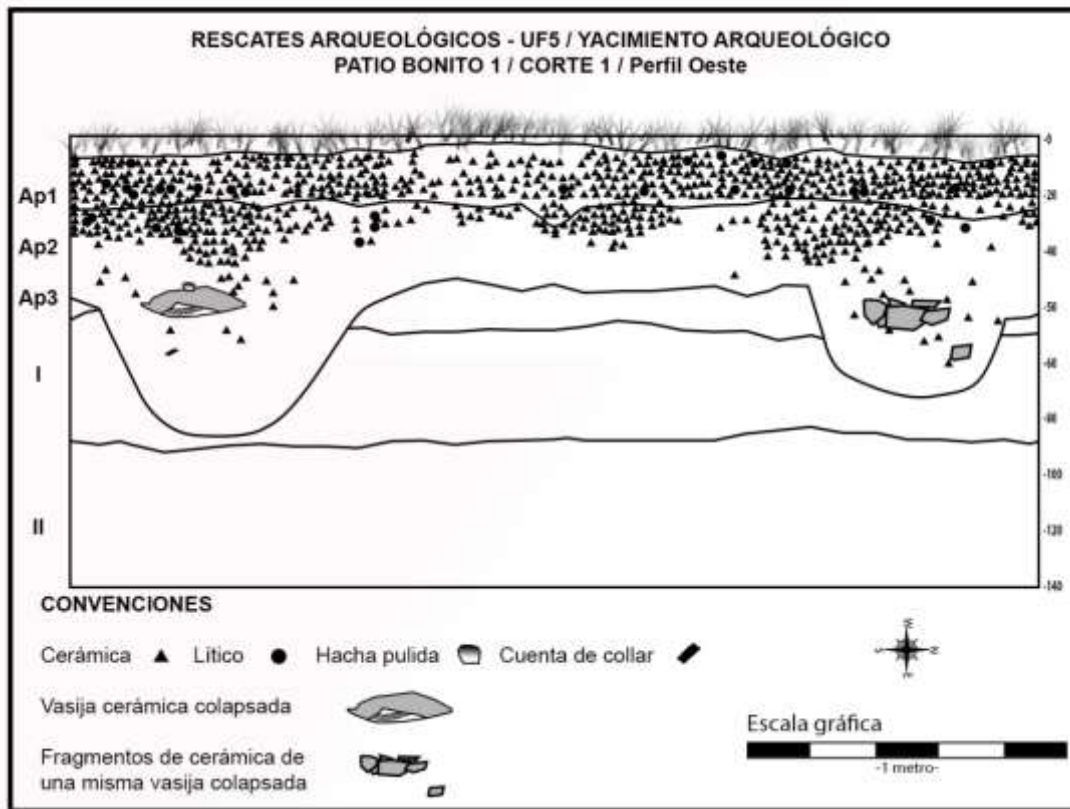 RESCATES ARQUEOLÓGICOS - UF5 / YACIMIENTO ARQUEOLÓGICO
PATIO BONITO 1 / CORTE 1 / Perfil Oeste
Ap1
Ap2
Ap3
I
II
-0
-20
-40
-50
-60
-80
-100
-120
-140
CONVENCIONES
Cerámica Lítico Hacha pulida Cuenta de collar
Vasija cerámica colapsada
Fragmentos de cerámica de
una misma vasija colapsada
Escala gráfica
-1 metro-